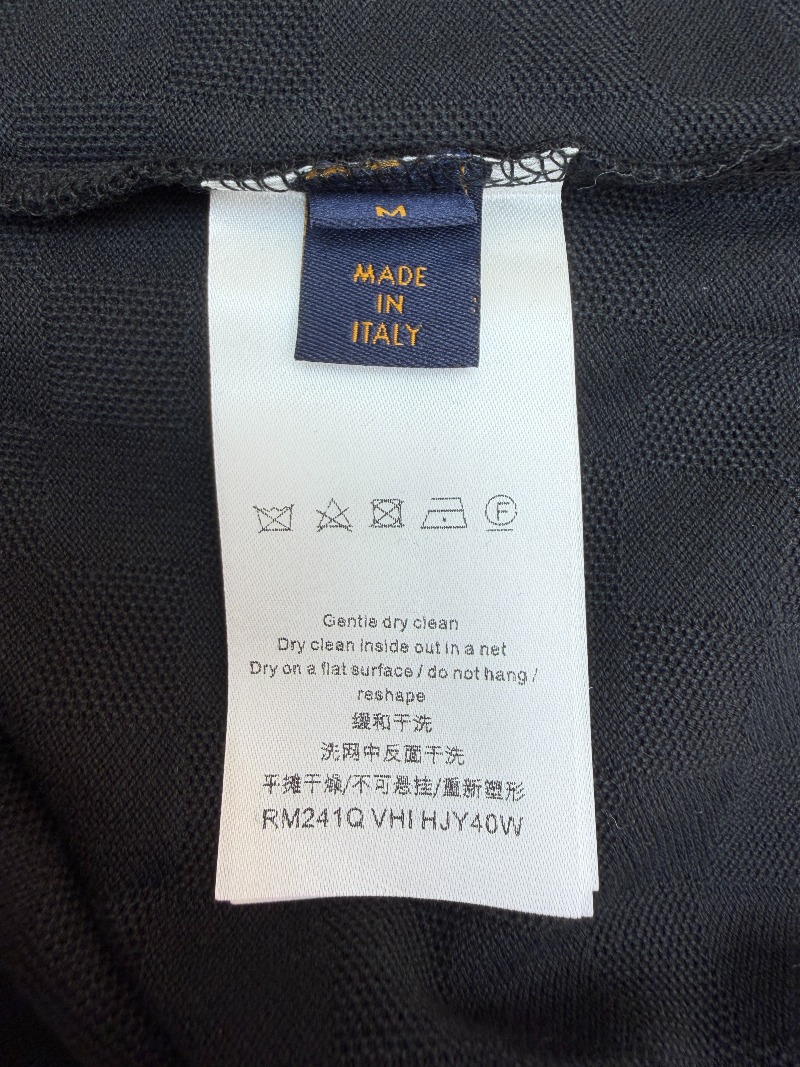 M
MADE
IN
ITALY
F
Gentle dry clean
Dry clean inside out in a net
Dry on a flat surface / do not hang /
reshape
缓和干洗
洗网中反面干洗
平摊干燥/不可悬挂/重新塑形
RM241Q VHI HJY40W